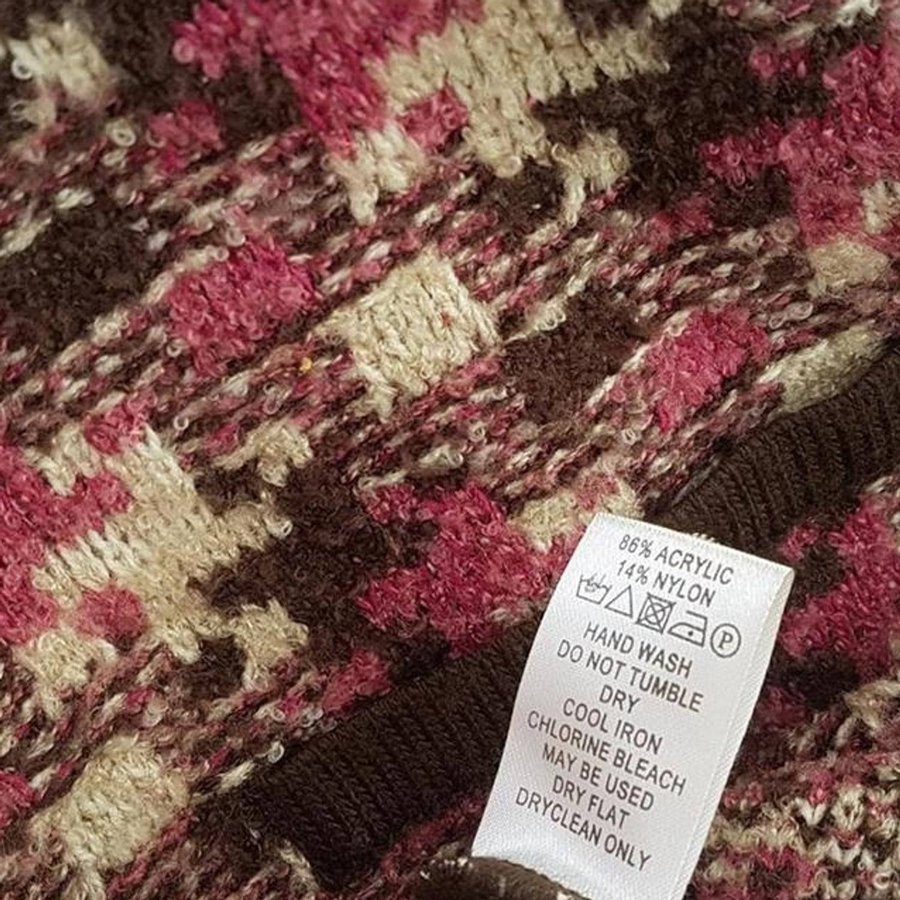 86% ACRYLIC
14% NYLON
P
HAND WASH
DO NOT TUMBLE
DRY
COOL IRON
CHLORINE BLEACH
MAY BE USED
DRY FLAT
DRYCLEAN ONLY